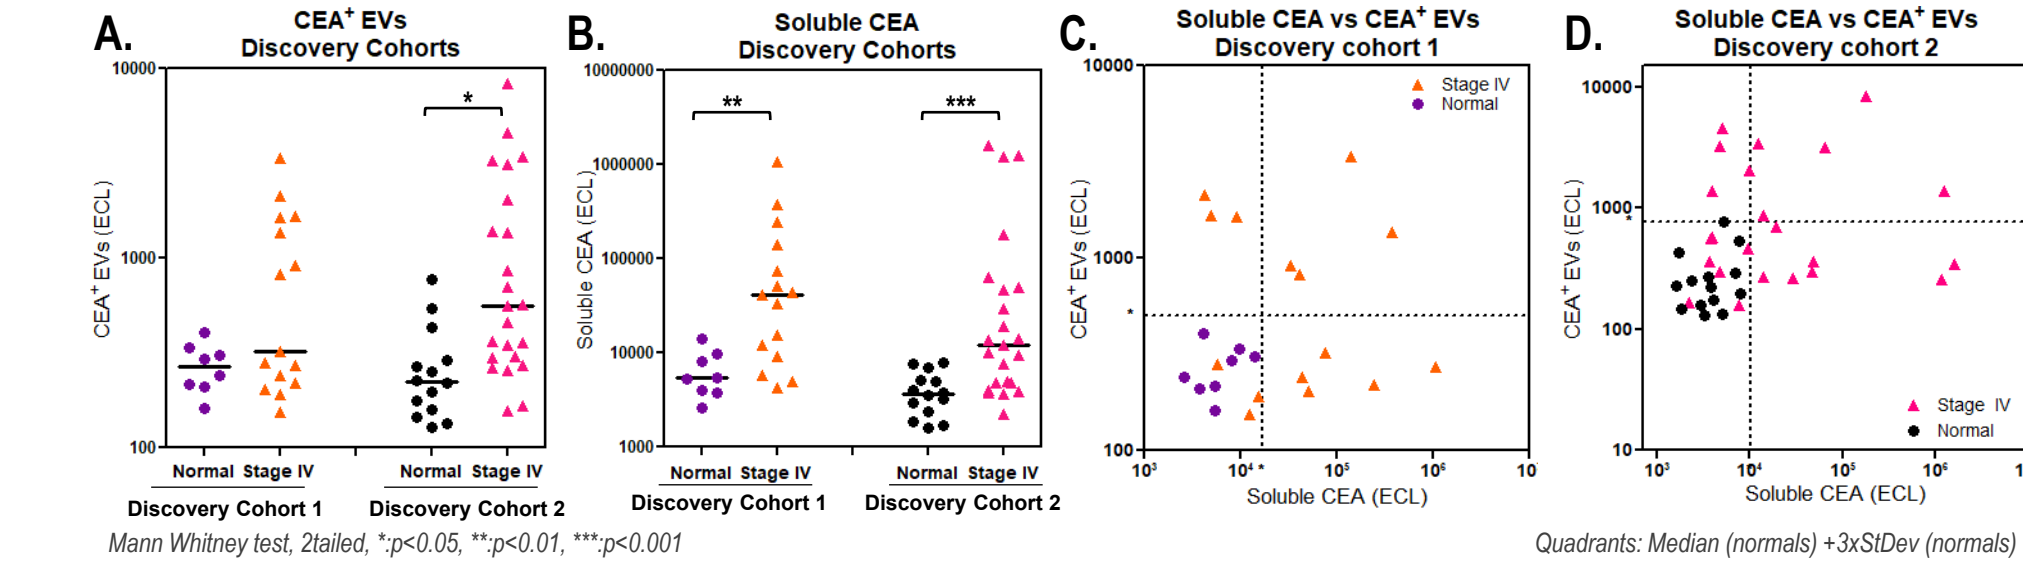 A.
CEA⁺ EVs
Discovery Cohorts
10000
1000
100
CEA⁺ EVs (ECL)
*
Normal Stage IV Normal Stage IV
Discovery Cohort 1 Discovery Cohort 2
B.
Soluble CEA
Discovery Cohorts
10000000
1000000
100000
10000
1000
Soluble CEA (ECL)
**
***
Normal Stage IV Normal Stage IV
Discovery Cohort 1 Discovery Cohort 2
C.
Soluble CEA vs CEA⁺ EVs
Discovery cohort 1
10000
1000
*
100
CEA⁺ EVs (ECL)
Stage IV
Normal
10³ 10⁴ * 10⁵ 10⁶ 10
Soluble CEA (ECL)
D.
Soluble CEA vs CEA⁺ EVs
Discovery cohort 2
10000
1000
*
100
10
CEA⁺ EVs (ECL)
Stage IV
Normal
10³ 10⁴ 10⁵ 10⁶ 1
Soluble CEA (ECL)
Mann Whitney test, 2tailed, *:p<0.05, **:p<0.01, ***:p<0.001
Quadrants: Median (normals) +3xStDev (normals)